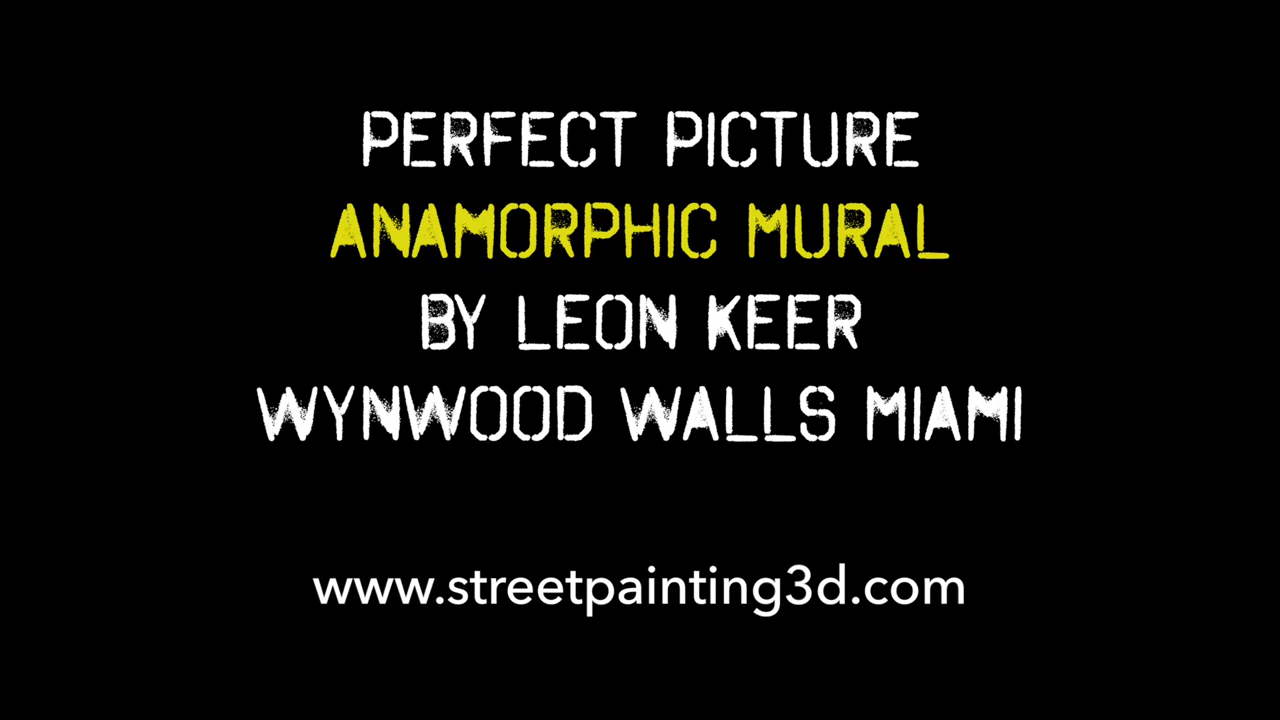 PERFECT PICTURE
ANAMORPHIC MURAL
BY LEON KEER
WYNWOOD WALLS MIAMI
www.streetpainting3d.com